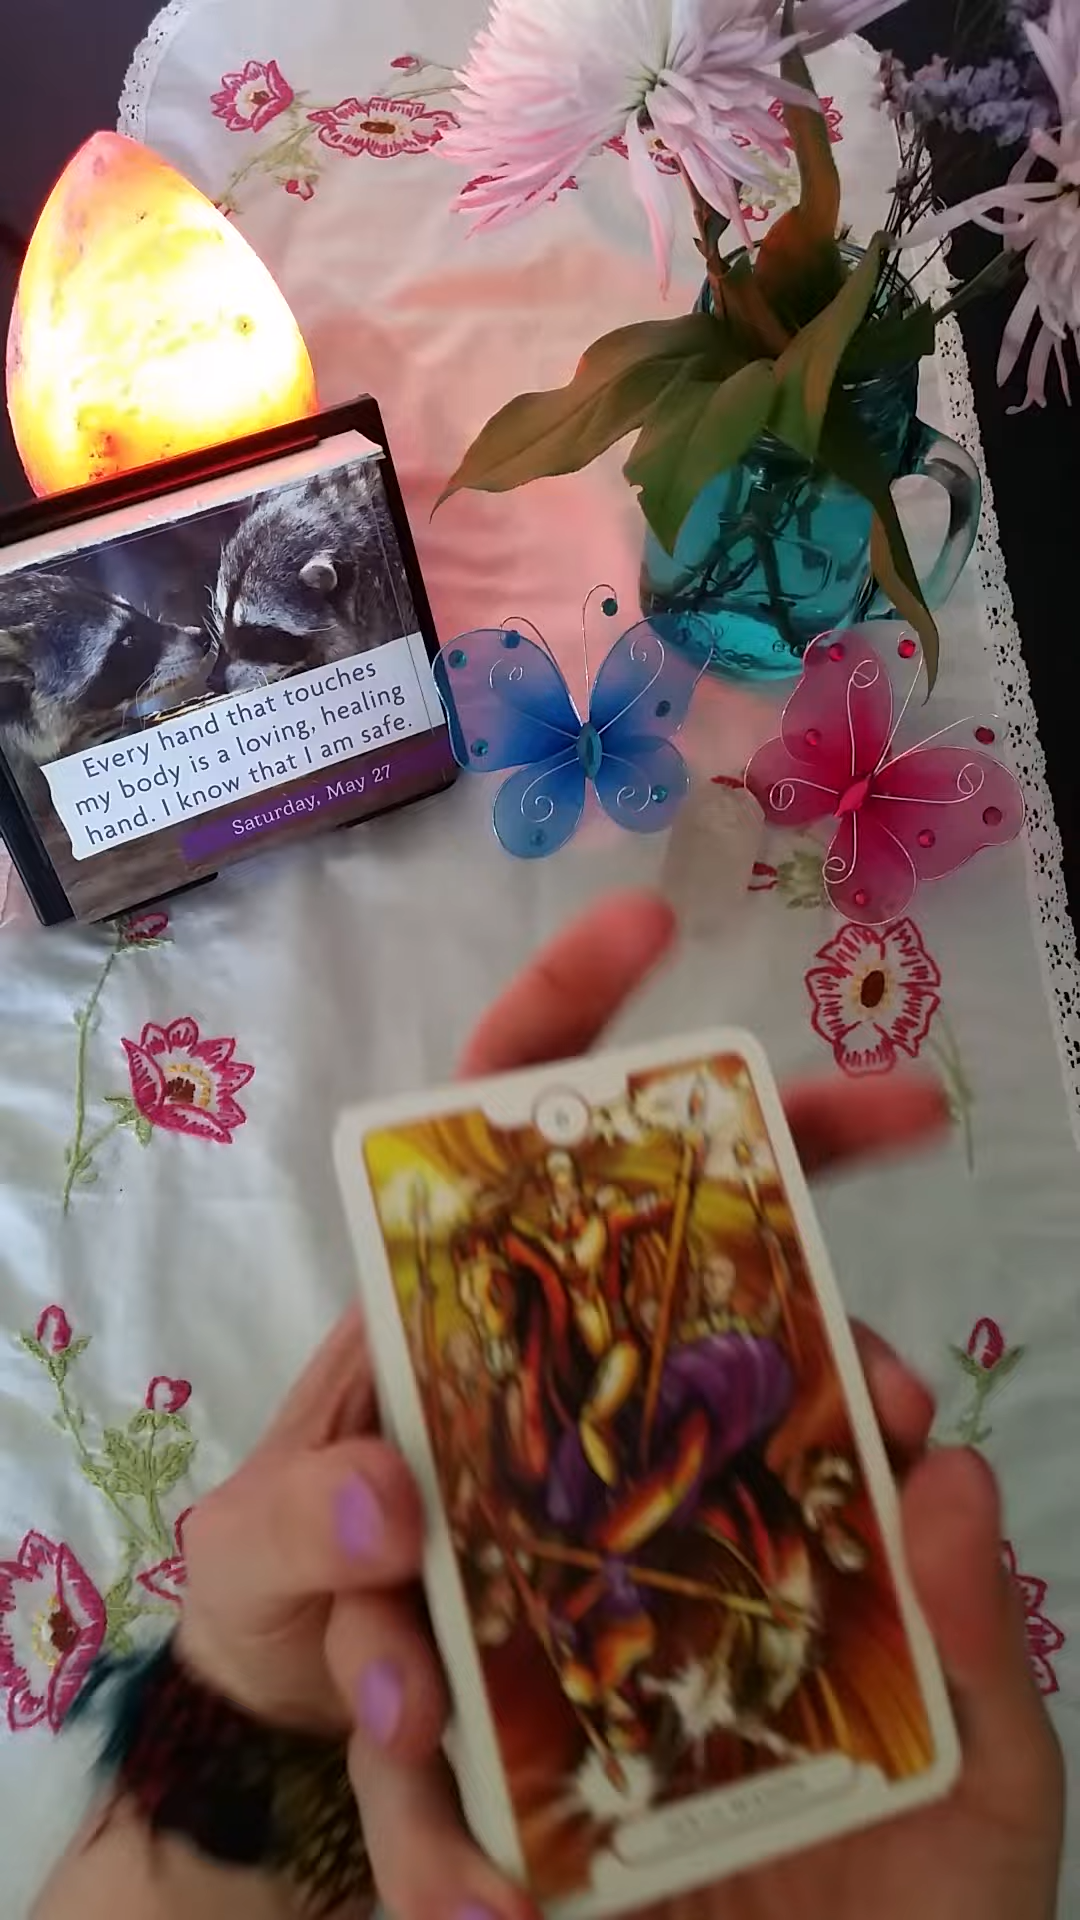 Every hand that touches
my body is a loving, healing
hand. I know that I am safe.
Saturday, May 27